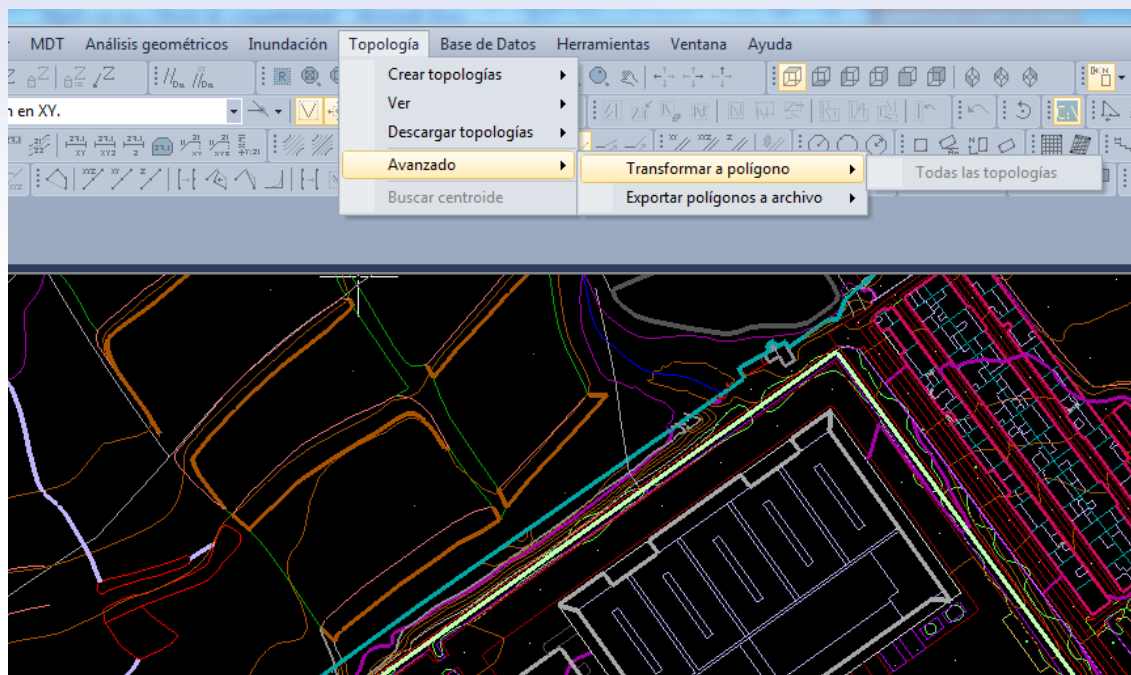 MDT Análisis geométricos Inundación Topología Base de Datos Herramientas Ventana Ayuda
Crear topologías
n en XY.
Ver
Descargar topologías
Avanzado
Transformar a polígono
Todas las topologías
Buscar centroide
Exportar polígonos a archivo